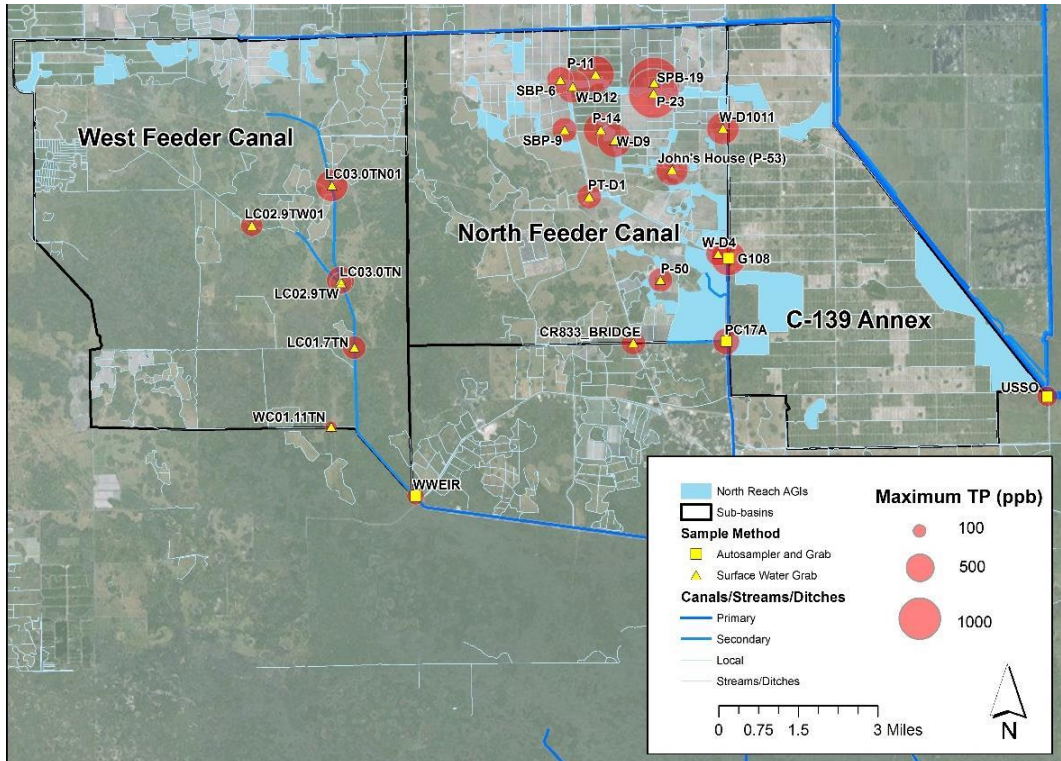 P-11
SPB-19
SBP-6
W-D12
P-23
West Feeder Canal
SBP-9
P-14
W-D9
W-D1011
John's House (P-53)
LC03.0TN01
PT-D1
LC02.9TW01
North Feeder Canal
W-D4
G108
LC03.0TN
P-50
LC02.9TW
C-139 Annex
CR833_BRIDGE
PC17A
LC01.7TN
USSO
WC01.11TN
WWEIR
North Reach AGIs
Sub-basins
Sample Method
Autosampler and Grab
Surface Water Grab
Canals/Streams/Ditches
Primary
Secondary
Local
Streams/Ditches
Maximum TP (ppb)
100
500
1000
0 0.75 1.5 3 Miles
N